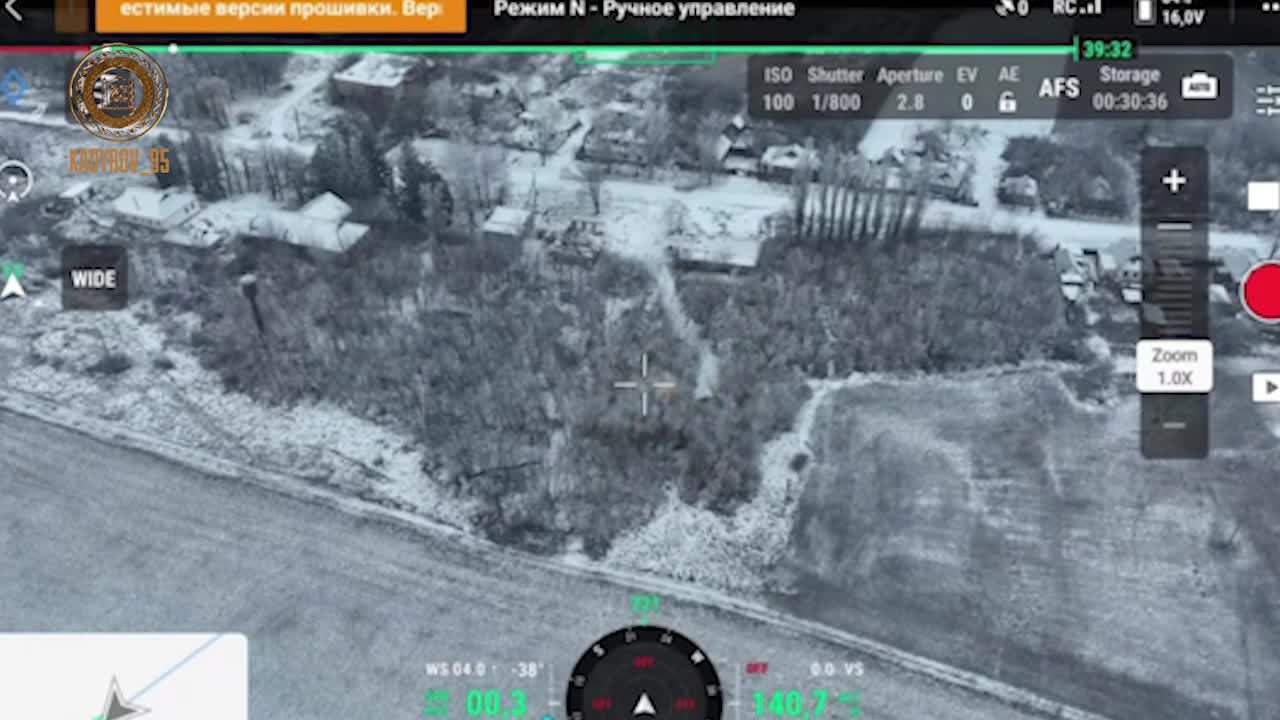 естимые версии прошивки. Вер
Режим N - Ручное управление
0
RC
16,0V
39:32
ISO Shutter Aperture EV AE AFS Storage
100 1/800 2.8 0 00:30:36
AUTO
KADYROV_95
WIDE
+
Zoom
1.0X
−
WS 04.0 -38°
00,3
S
W
OFF
0.0 VS
140,7